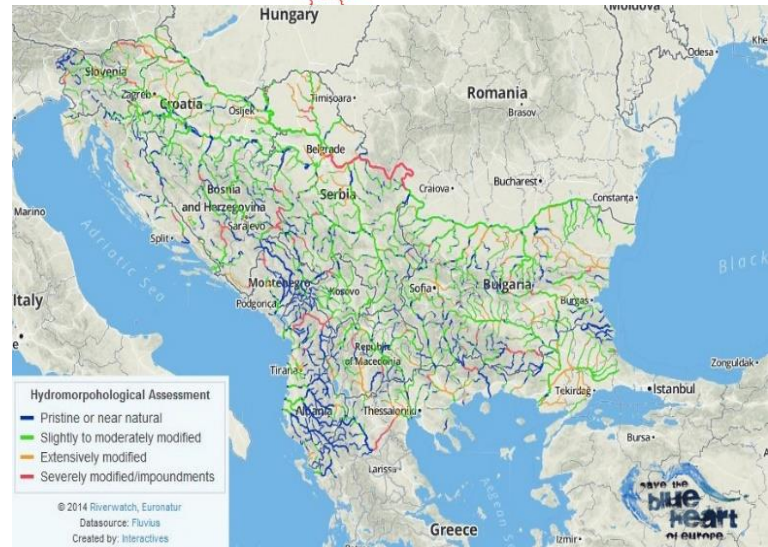 Hungary
Moldova
Odesa
Slovenia
Zagreb
Croatia
Osijek
Timișoara
Romania
Brasov
Belgrade
Craiova
Bucharest
Constanța
Bosnia
and Herzegovina
Serbia
Sarajevo
Marino
Adriatic Sea
Split
Black
Montenegro
Kosovo
Sofia
Bulgaria
Burgas
Italy
Podgorica
Republic
of Macedonia
Tirana
Zonguldak
Istanbul
Tekirdağ
Albania
Thessaloniki
Bursa
Larissa
Aegean
Greece
Izmir
Hydromorphological Assessment
Pristine or near natural
Slightly to moderately modified
Extensively modified
Severely modified/impoundments
© 2014 Riverwatch, Euronatur
Datasource: Fluvius
Created by: Interactives
save the
blue
heart
of europe